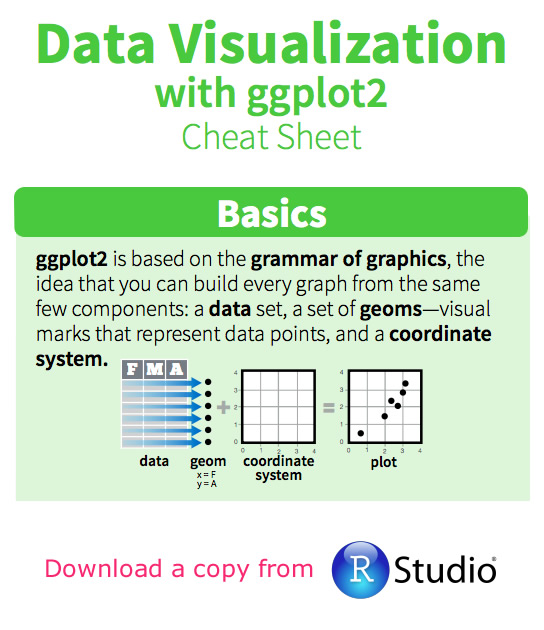 Data Visualization
with ggplot2
Cheat Sheet
Basics
ggplot2 is based on the grammar of graphics, the
idea that you can build every graph from the same
few components: a data set, a set of geoms—visual
marks that represent data points, and a coordinate
system.
F M A
4
3
2
1
0
0 1 2 3 4
+
=
4
3
2
1
0
0 1 2 3 4
data
geom
x = F
y = A
coordinate
system
plot
Download a copy from
R Studio®